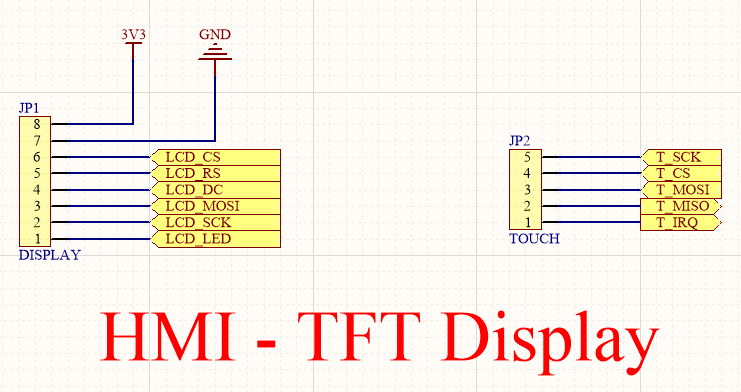 3V3
GND
JP1
8
7
6 LCD_CS
5 LCD_RS
4 LCD_DC
3 LCD_MOSI
2 LCD_SCK
1 LCD_LED
DISPLAY
JP2
5 T_SCK
4 T_CS
3 T_MOSI
2 T_MISO
1 T_IRQ
TOUCH
HMI - TFT Display